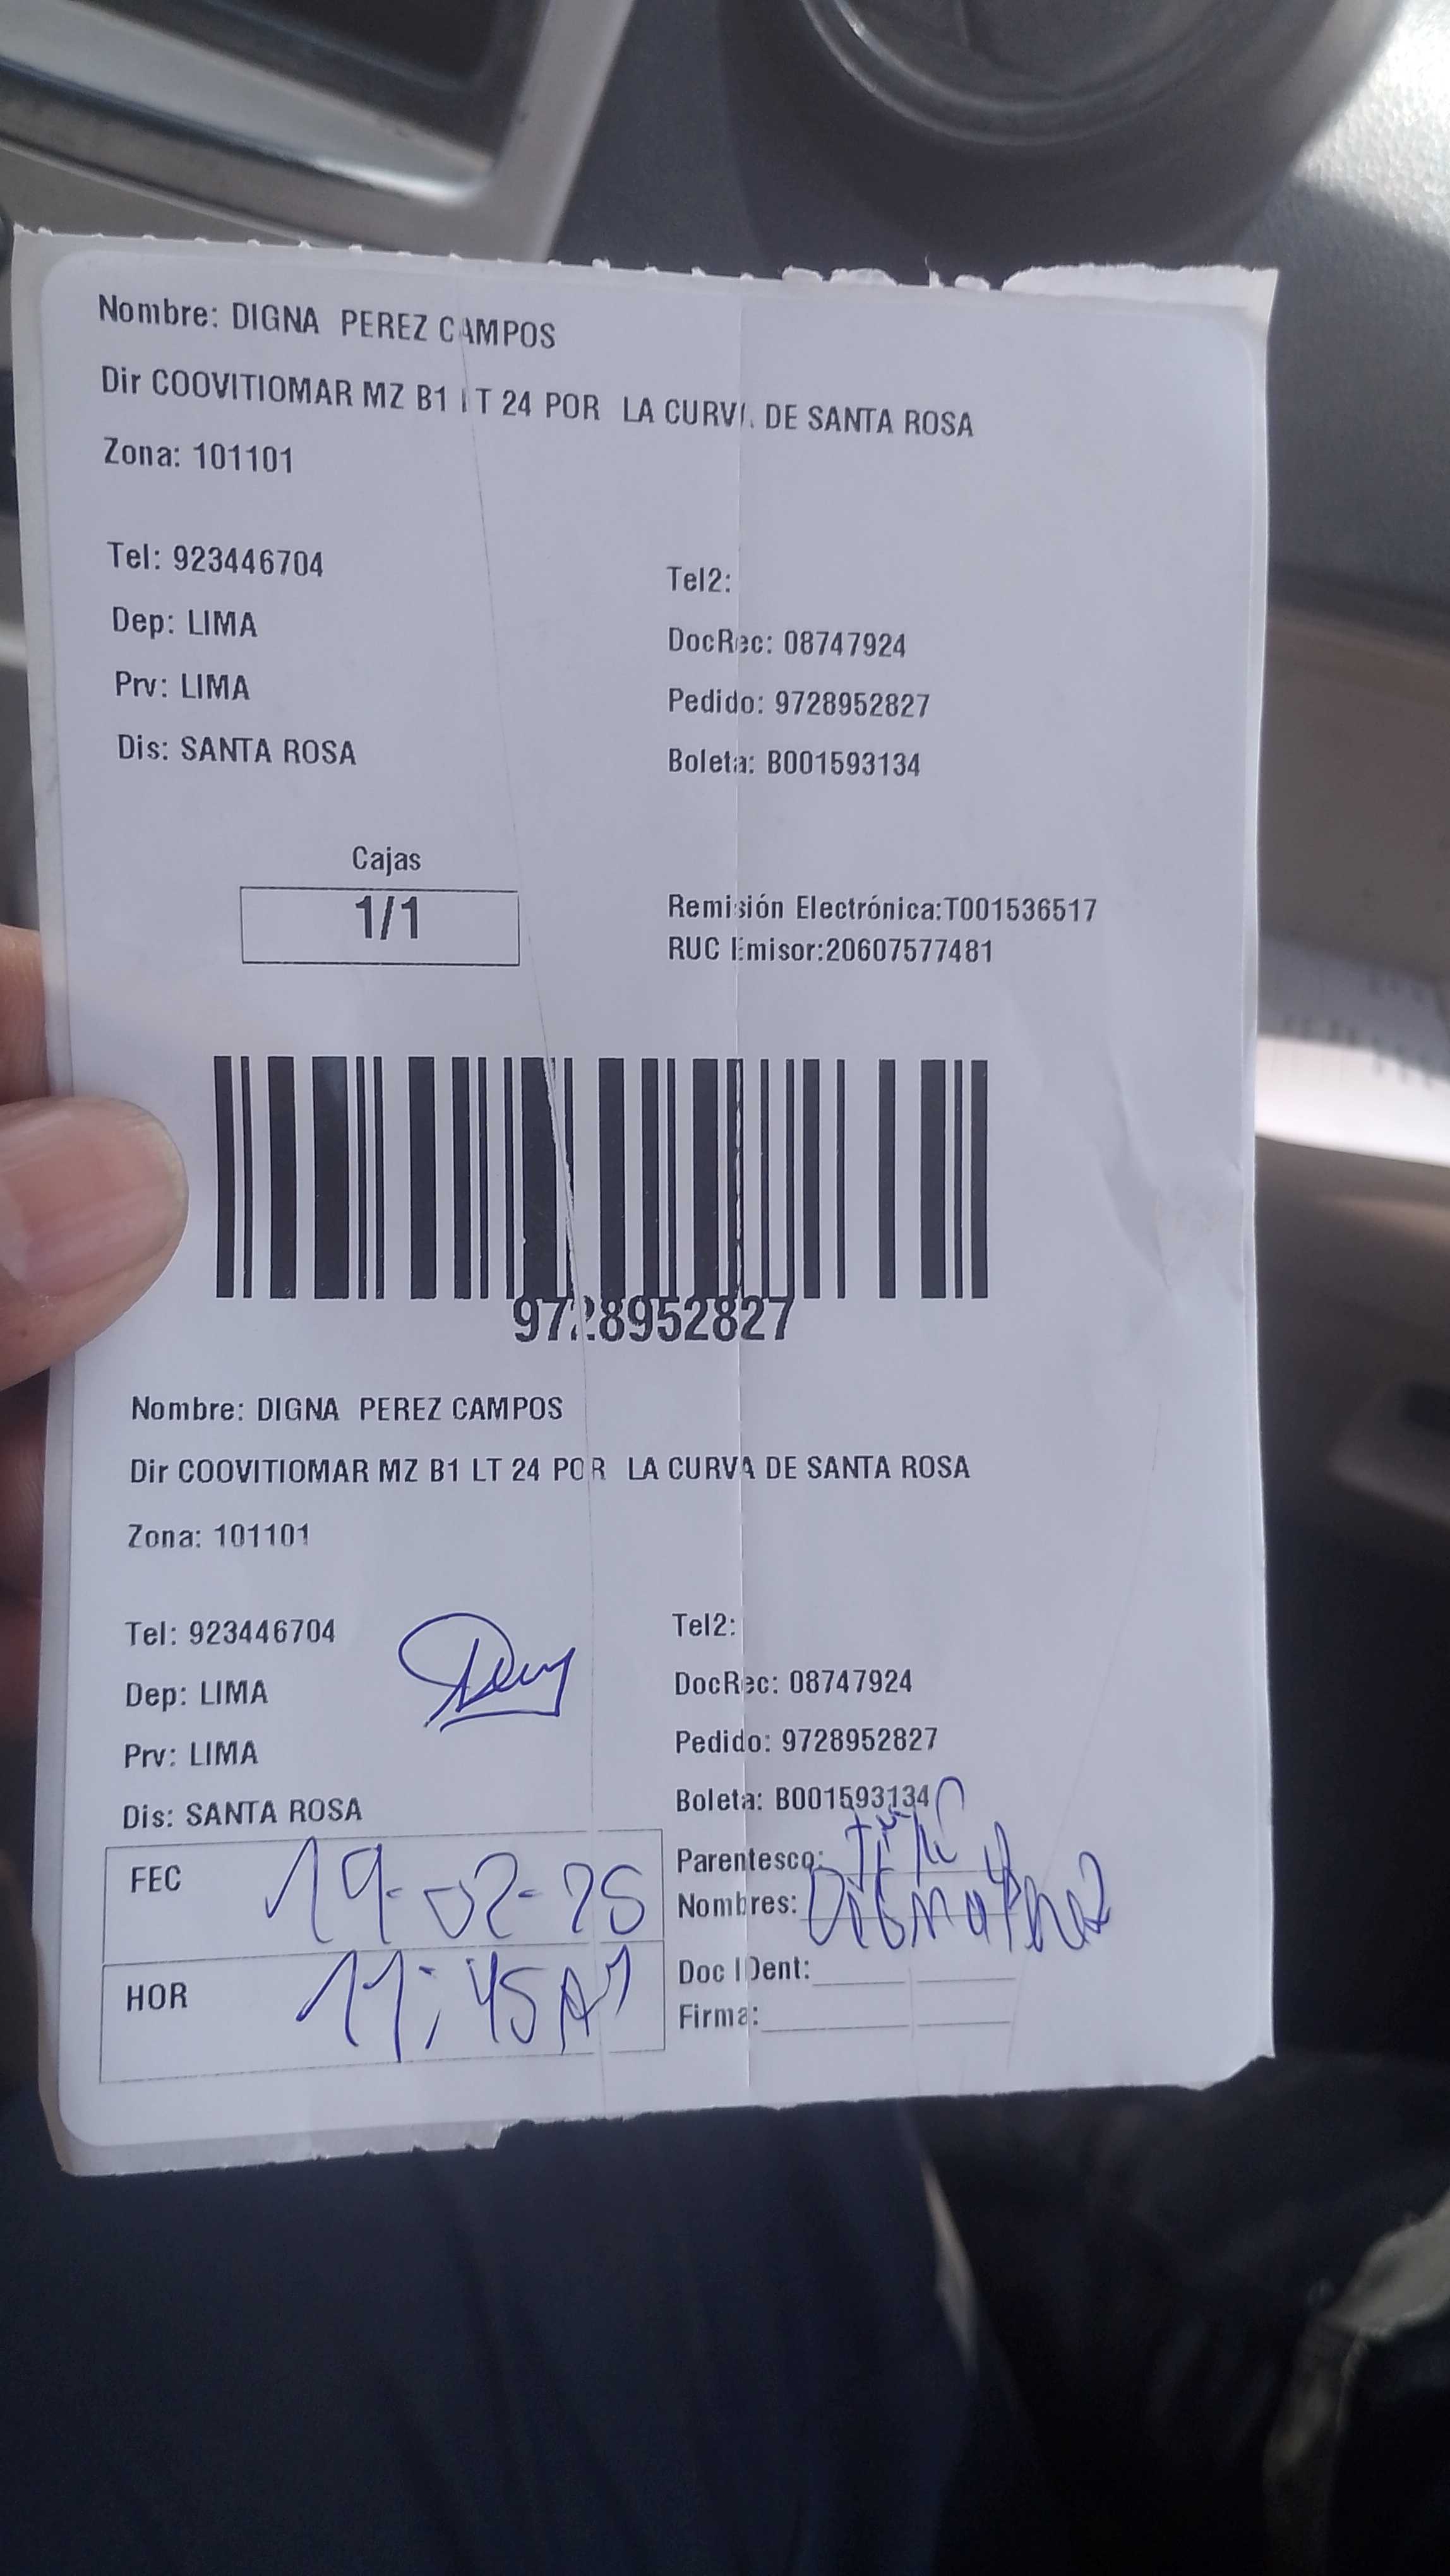 Nombre: DIGNA PEREZ CAMPOS
Dir COOVITIOMAR MZ B1 LT 24 POR LA CURVA DE SANTA ROSA
Zona: 101101
Tel: 923446704
Tel2:
Dep: LIMA
DocRec: 08747924
Prv: LIMA
Pedido: 9728952827
Dis: SANTA ROSA
Boleta: B001593134
Cajas
1/1
Remisión Electrónica:T001536517
RUC Emisor:20607577481
9728952827
Nombre: DIGNA PEREZ CAMPOS
Dir COOVITIOMAR MZ B1 LT 24 POR LA CURVA DE SANTA ROSA
Zona: 101101
Tel: 923446704
Tel2:
Dep: LIMA
DocRec: 08747924
Prv: LIMA
Pedido: 9728952827
Dis: SANTA ROSA
Boleta: B001593134
FEC 19-02-25
Parentesco:
Nombres: Digna Perez
HOR 11:45 AM
Doc IDent:
Firma: